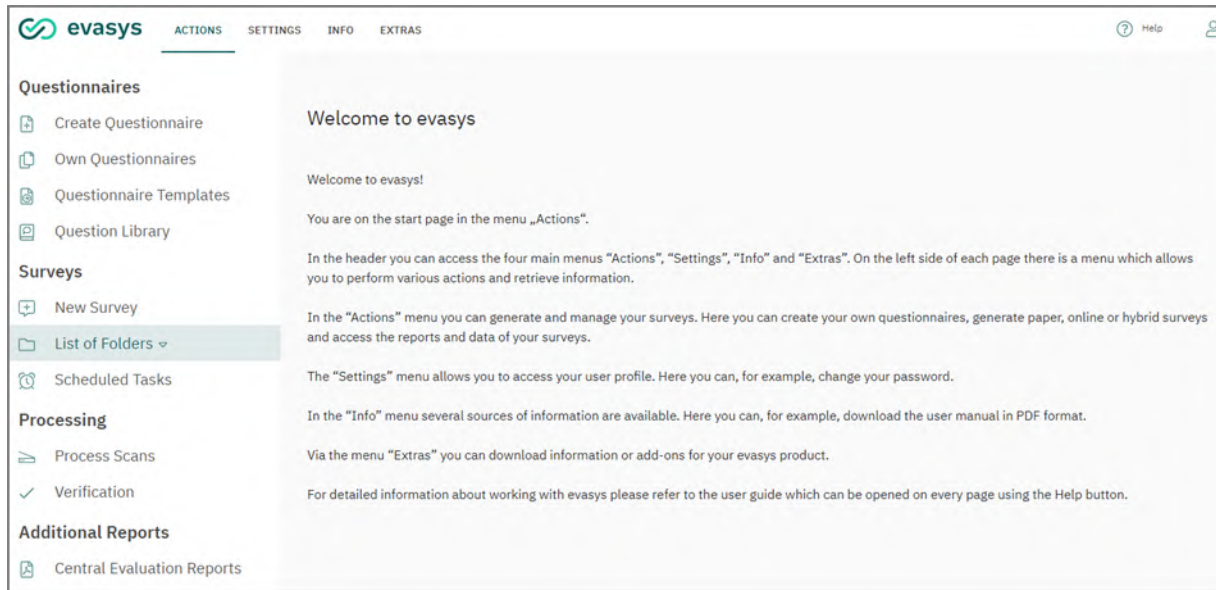 evasys ACTIONS SETTINGS INFO EXTRAS Help
Questionnaires
Create Questionnaire
Own Questionnaires
Questionnaire Templates
Question Library
Surveys
New Survey
List of Folders
Scheduled Tasks
Processing
Process Scans
Verification
Additional Reports
Central Evaluation Reports
Welcome to evasys
Welcome to evasys!
You are on the start page in the menu „Actions“.
In the header you can access the four main menus “Actions”, “Settings”, “Info” and “Extras”. On the left side of each page there is a menu which allows
you to perform various actions and retrieve information.
In the “Actions” menu you can generate and manage your surveys. Here you can create your own questionnaires, generate paper, online or hybrid surveys
and access the reports and data of your surveys.
The “Settings” menu allows you to access your user profile. Here you can, for example, change your password.
In the “Info” menu several sources of information are available. Here you can, for example, download the user manual in PDF format.
Via the menu “Extras” you can download information or add-ons for your evasys product.
For detailed information about working with evasys please refer to the user guide which can be opened on every page using the Help button.